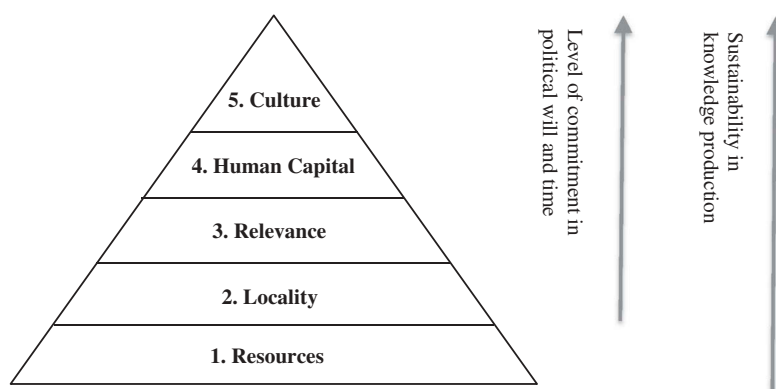 5. Culture
4. Human Capital
3. Relevance
2. Locality
1. Resources
Level of commitment in
political will and time
Sustainability in
knowledge production